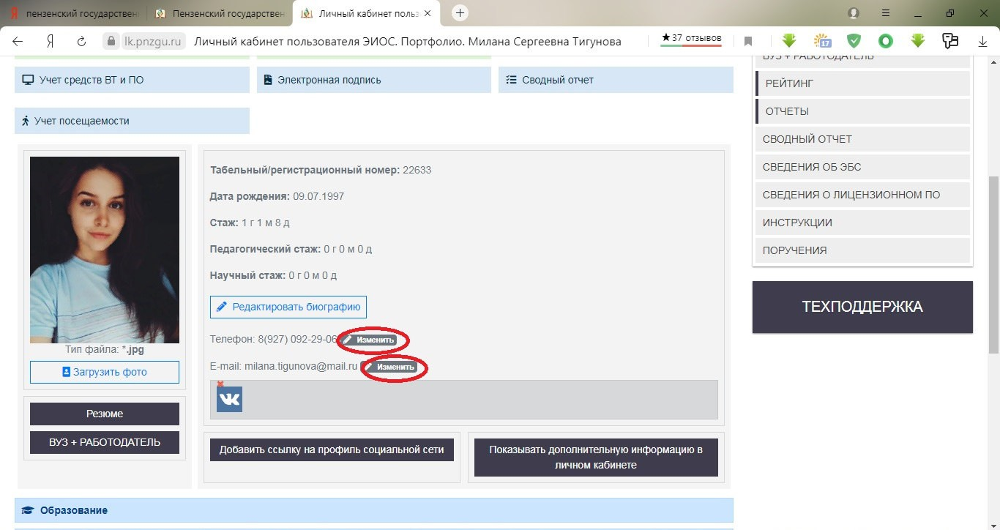 пензенский государствен
Пензенский государствен
Личный кабинет польз
lk.pnzgu.ru
Личный кабинет пользователя ЭИОС. Портфолио. Милана Сергеевна Тигунова
★37 отзывов
17
Учет средств ВТ и ПО
Электронная подпись
Сводный отчет
Учет посещаемости
Тип файла: *.jpg
Загрузить фото
Резюме
ВУЗ + РАБОТОДАТЕЛЬ
Табельный/регистрационный номер: 22633
Дата рождения: 09.07.1997
Стаж: 1 г 1 м 8 д
Педагогический стаж: 0 г 0 м 0 д
Научный стаж: 0 г 0 м 0 д
Редактировать биографию
Телефон: 8(927) 092-29-06 Изменить
E-mail: milana.tigunova@mail.ru Изменить
Добавить ссылку на профиль социальной сети
Показывать дополнительную информацию в
личном кабинете
Образование
ВУЗ + РАБОТОДАТЕЛЬ
РЕЙТИНГ
ОТЧЕТЫ
СВОДНЫЙ ОТЧЕТ
СВЕДЕНИЯ ОБ ЭБС
СВЕДЕНИЯ О ЛИЦЕНЗИОННОМ ПО
ИНСТРУКЦИИ
ПОРУЧЕНИЯ
ТЕХПОДДЕРЖКА